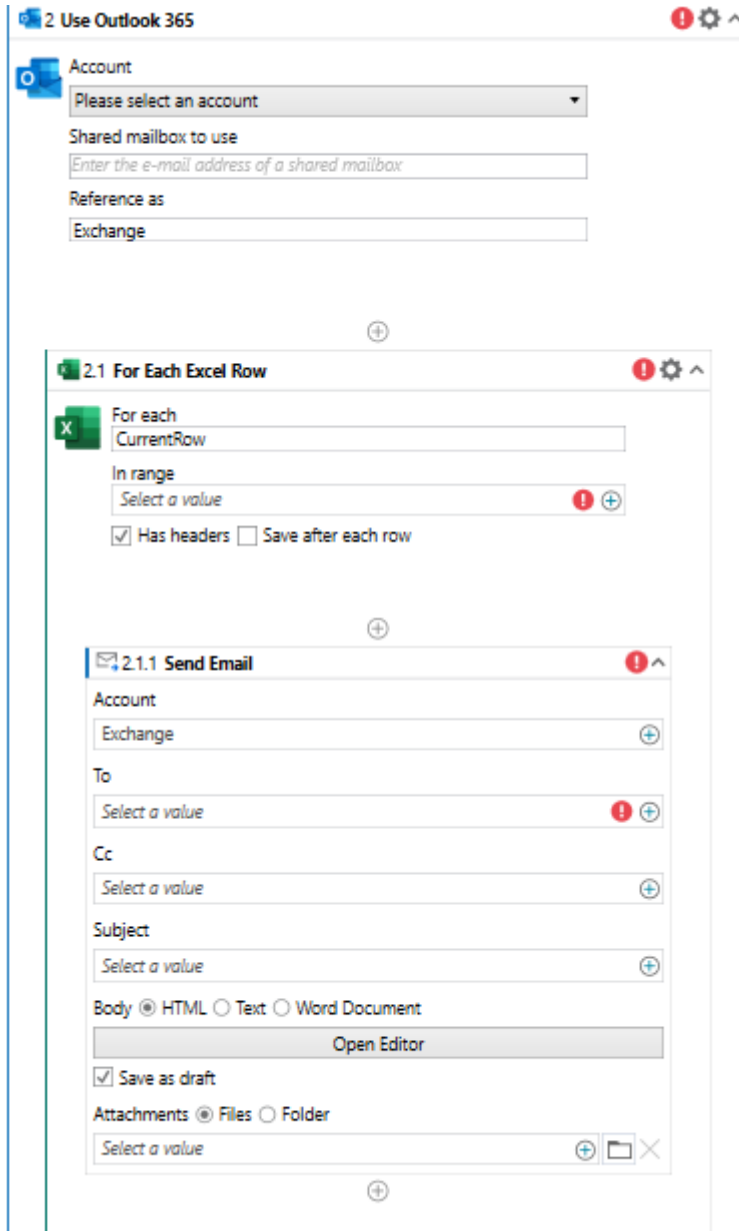 2 Use Outlook 365
Account
Please select an account
Shared mailbox to use
Enter the e-mail address of a shared mailbox
Reference as
Exchange
2.1 For Each Excel Row
For each
CurrentRow
In range
Select a value
Has headers Save after each row
2.1.1 Send Email
Account
Exchange
To
Select a value
Cc
Select a value
Subject
Select a value
Body HTML Text Word Document
Open Editor
Save as draft
Attachments Files Folder
Select a value